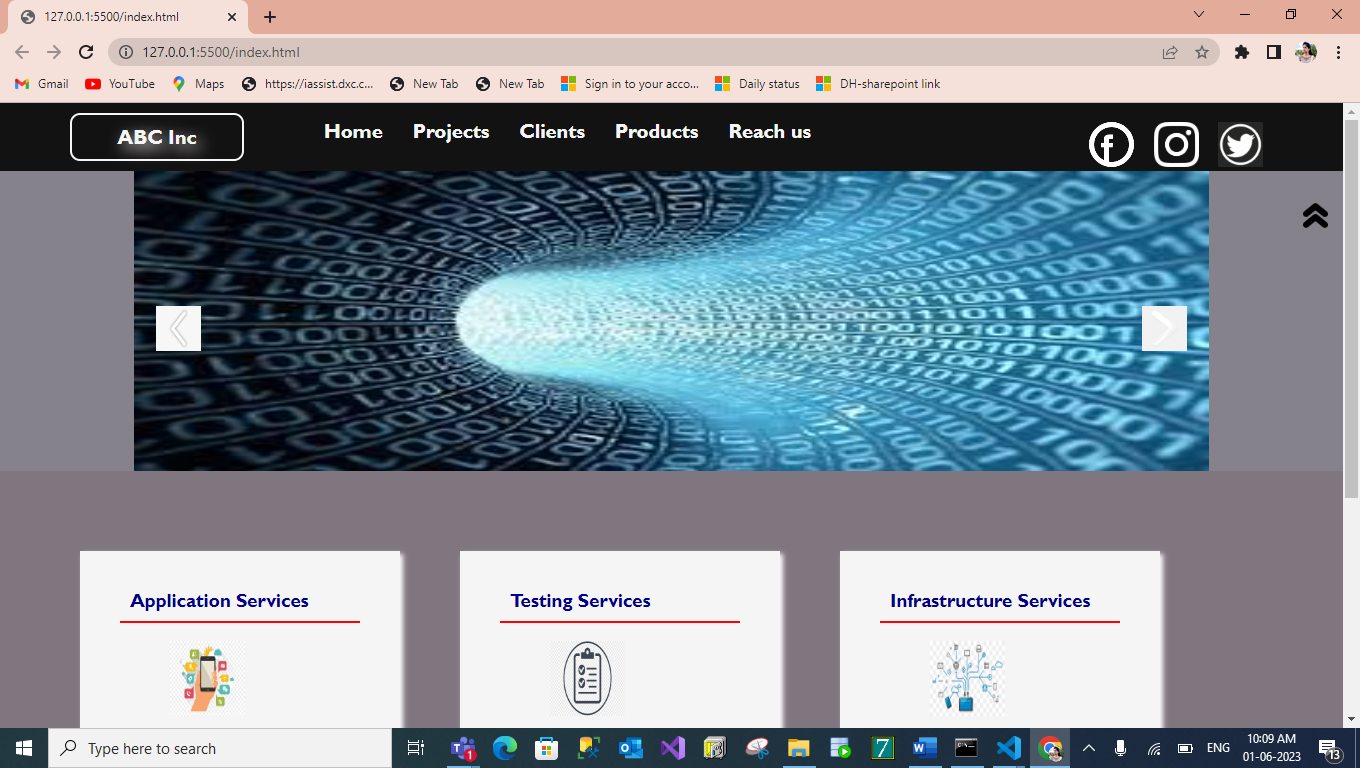 127.0.0.1:5500/index.html
127.0.0.1:5500/index.html
Gmail YouTube Maps https://iassist.dxc.c... New Tab New Tab Sign in to your acco... Daily status DH-sharepoint link
ABC Inc Home Projects Clients Products Reach us
Application Services Testing Services Infrastructure Services
Type here to search 1 7 ENG 10:09 AM
01-06-2023 13